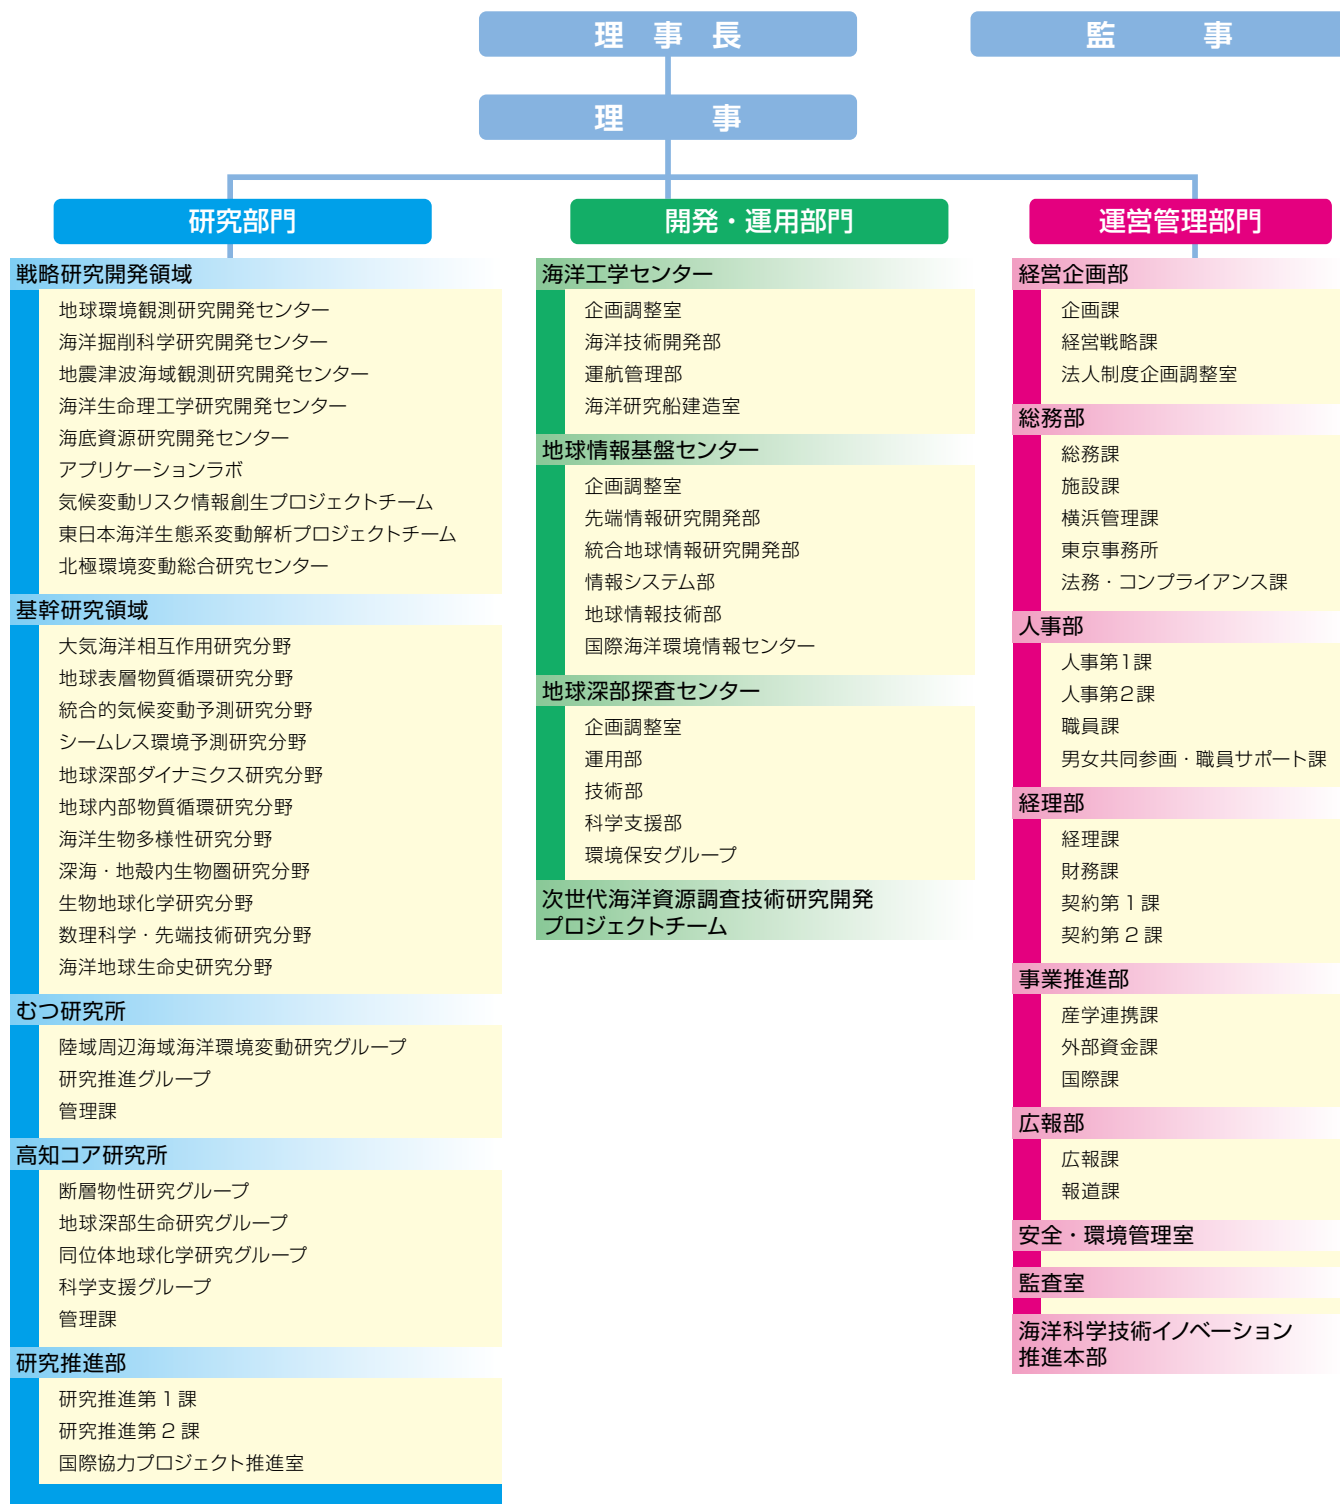 理事長
監事
理事
研究部門
戦略研究開発領域
地球環境観測研究開発センター
海洋掘削科学研究開発センター
地震津波海域観測研究開発センター
海洋生命理工学研究開発センター
海底資源研究開発センター
アプリケーションラボ
気候変動リスク情報創生プロジェクトチーム
東日本海洋生態系変動解析プロジェクトチーム
北極環境変動総合研究センター
基幹研究領域
大気海洋相互作用研究分野
地球表層物質循環研究分野
統合的気候変動予測研究分野
シームレス環境予測研究分野
地球深部ダイナミクス研究分野
地球内部物質循環研究分野
海洋生物多様性研究分野
深海・地殻内生物圏研究分野
生物地球化学研究分野
数理科学・先端技術研究分野
海洋地球生命史研究分野
むつ研究所
陸域周辺海域海洋環境変動研究グループ
研究推進グループ
管理課
高知コア研究所
断層物性研究グループ
地球深部生命研究グループ
同位体地球化学研究グループ
科学支援グループ
管理課
研究推進部
研究推進第1課
研究推進第2課
国際協力プロジェクト推進室
開発・運用部門
海洋工学センター
企画調整室
海洋技術開発部
運航管理部
海洋研究船建造室
地球情報基盤センター
企画調整室
先端情報研究開発部
統合地球情報研究開発部
情報システム部
地球情報技術部
国際海洋環境情報センター
地球深部探査センター
企画調整室
運用部
技術部
科学支援部
環境保安グループ
次世代海洋資源調査技術研究開発
プロジェクトチーム
運営管理部門
経営企画部
企画課
経営戦略課
法人制度企画調整室
総務部
総務課
施設課
横浜管理課
東京事務所
法務・コンプライアンス課
人事部
人事第1課
人事第2課
職員課
男女共同参画・職員サポート課
経理部
経理課
財務課
契約第1課
契約第2課
事業推進部
産学連携課
外部資金課
国際課
広報部
広報課
報道課
安全・環境管理室
監査室
海洋科学技術イノベーション
推進本部